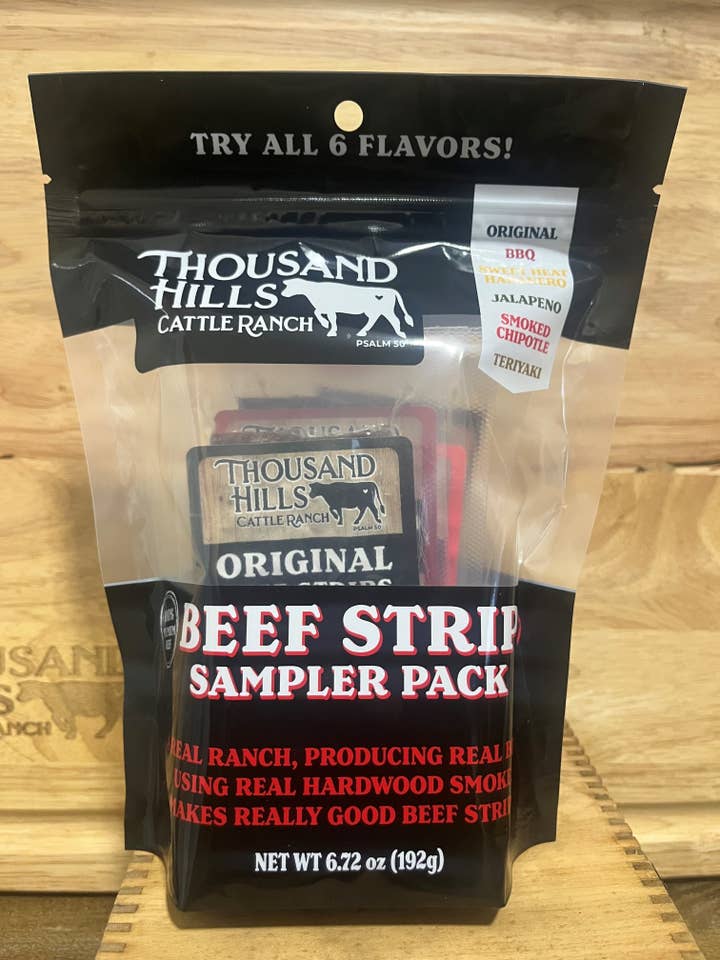 TRY ALL 6 FLAVORS!
ORIGINAL
BBQ
SWEET HEAT
HABANERO
JALAPENO
SMOKED
CHIPOTLE
TERIYAKI
THOUSAND
HILLS
CATTLE RANCH
PSALM 50
THOUSAND
HILLS
CATTLE RANCH
PSALM 50
ORIGINAL
BEEF STRIP
SAMPLER PACK
REAL RANCH, PRODUCING REAL
USING REAL HARDWOOD SMOK
MAKES REALLY GOOD BEEF STRI
NET WT 6.72 oz (192g)